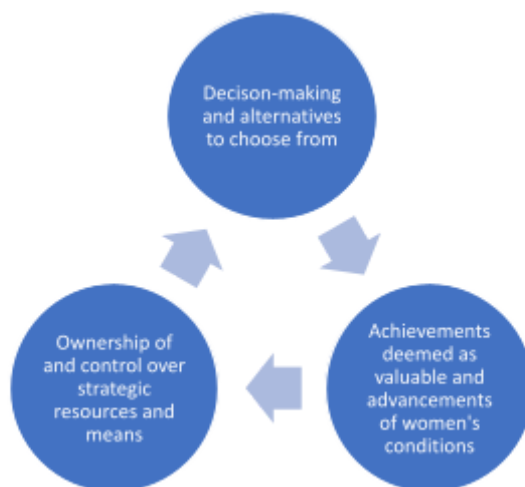 Decison-making
and alternatives
to choose from
Achievements
deemed as
valuable and
advancements
of women's
conditions
Ownership of
and control over
strategic
resources and
means